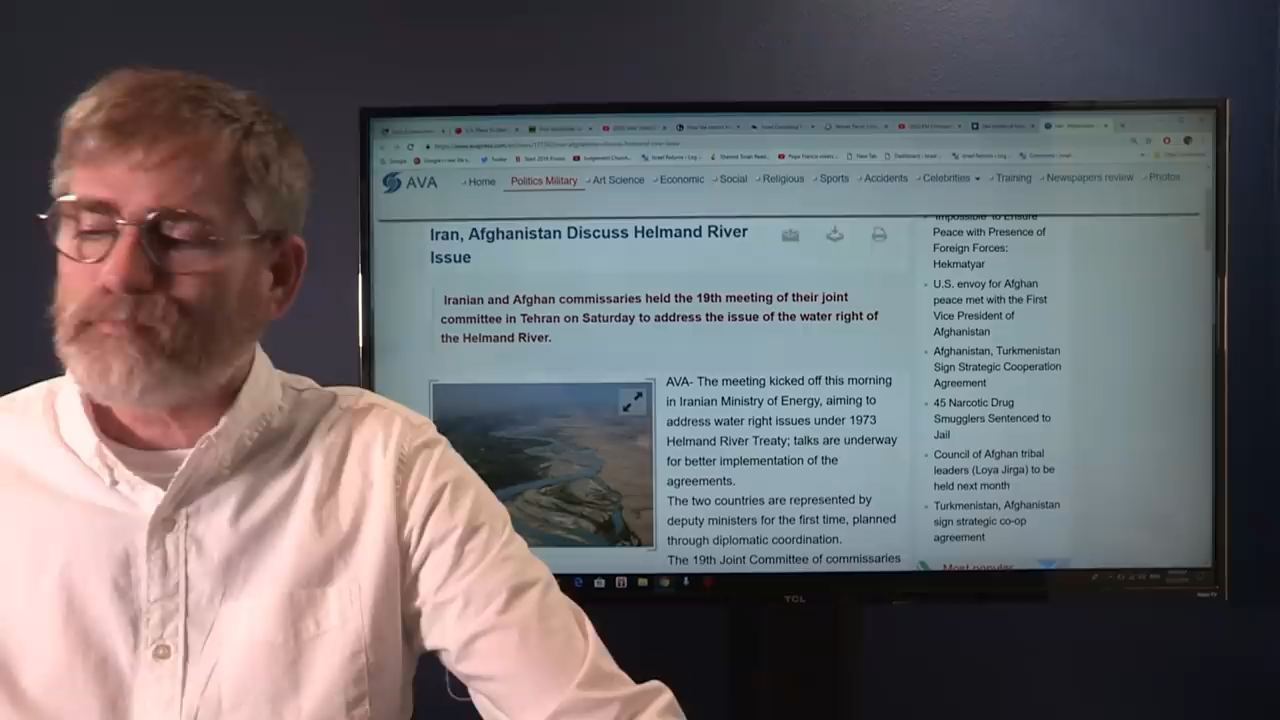 AVA
Home
Politics Military
Art Science
Economic
Social
Religious
Sports
Accidents
Celebrities
Training
Newspapers review
Photos
Iran, Afghanistan Discuss Helmand River
Issue
Iranian and Afghan commissaries held the 19th meeting of their joint
committee in Tehran on Saturday to address the issue of the water right of
the Helmand River.
AVA- The meeting kicked off this morning
in Iranian Ministry of Energy, aiming to
address water right issues under 1973
Helmand River Treaty; talks are underway
for better implementation of the
agreements.
The two countries are represented by
deputy ministers for the first time, planned
through diplomatic coordination.
The 19th Joint Committee of commissaries
Impossible to Ensure
Peace with Presence of
Foreign Forces:
Hekmatyar
U.S. envoy for Afghan
peace met with the First
Vice President of
Afghanistan
Afghanistan, Turkmenistan
Sign Strategic Cooperation
Agreement
45 Narcotic Drug
Smugglers Sentenced to
Jail
Council of Afghan tribal
leaders (Loya Jirga) to be
held next month
Turkmenistan, Afghanistan
sign strategic co-op
agreement
Most popular
TCL